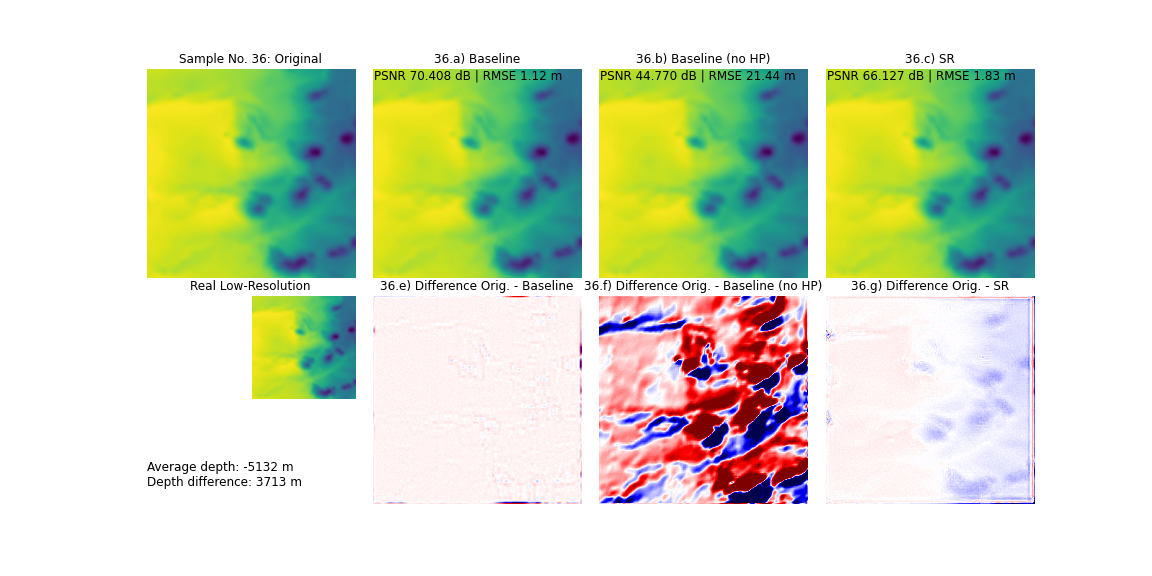 Sample No. 36: Original
36.a) Baseline
36.b) Baseline (no HP)
36.c) SR
PSNR 70.408 dB | RMSE 1.12 m
PSNR 44.770 dB | RMSE 21.44 m
PSNR 66.127 dB | RMSE 1.83 m
Real Low-Resolution
36.e) Difference Orig. - Baseline
36.f) Difference Orig. - Baseline (no HP)
36.g) Difference Orig. - SR
Average depth: -5132 m
Depth difference: 3713 m